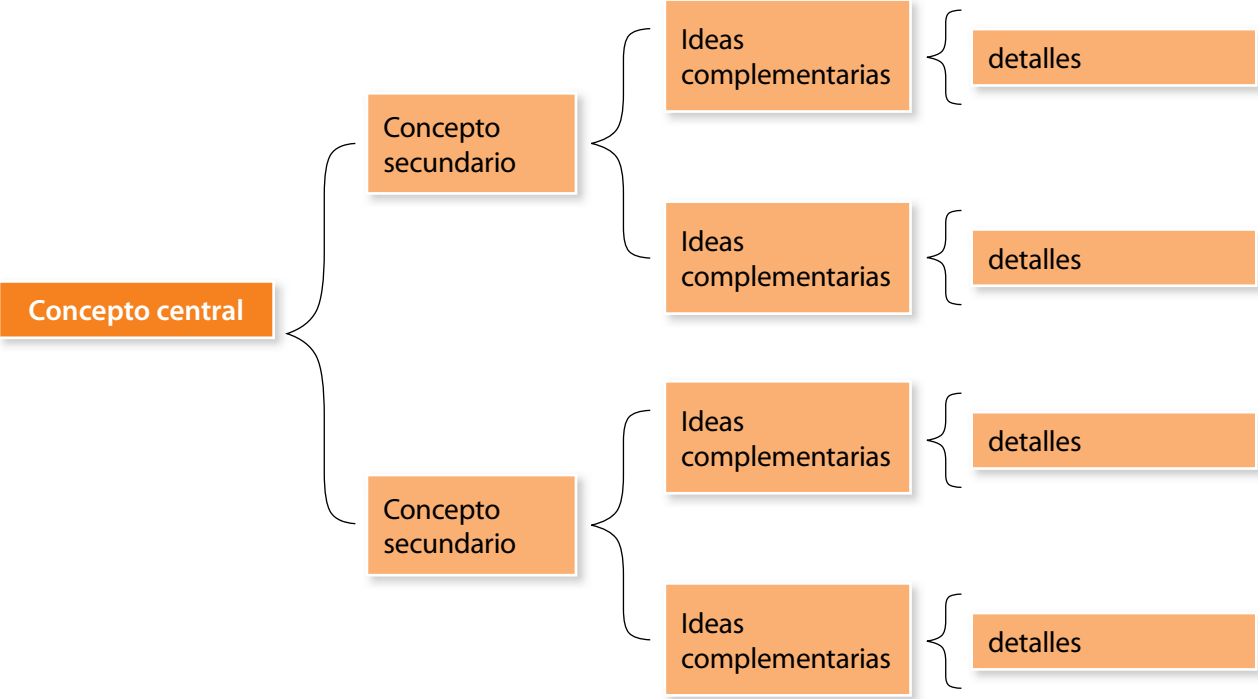 Concepto central
Concepto
secundario
Ideas
complementarias
detalles
Ideas
complementarias
detalles
Concepto
secundario
Ideas
complementarias
detalles
Ideas
complementarias
detalles